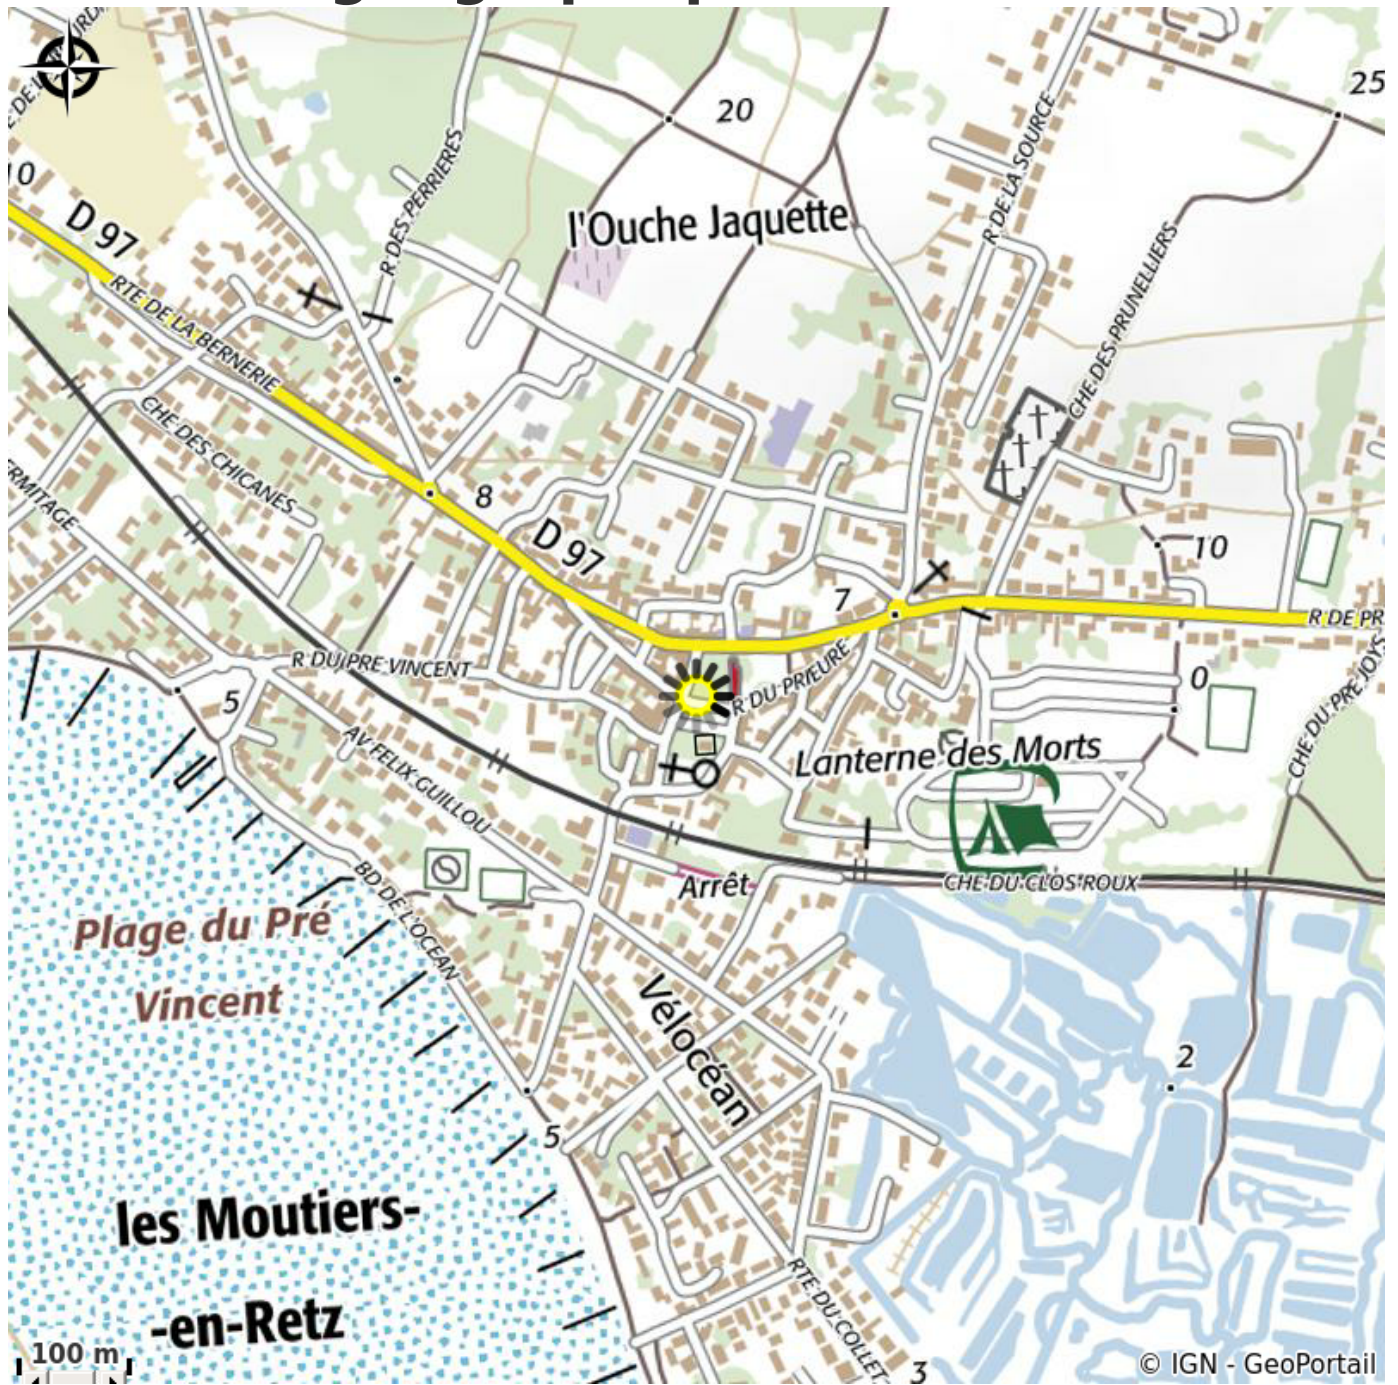 20
25
10
D 97
R DES PERRIERES
R DE LA SOURCE
l'Ouche Jaquette
CHE DES PRUNELLIERS
RTE DE LA BERNERIE
CHE DES CHICANES
ERMITAGE
8
D 97
10
7
R DE PR
R DU PRE VINCENT
R DU PRIEURE
0
CHE DU PRE JOYS
5
AV FELIX GUILLOU
Lanterne des Morts
BD DE L'OCEAN
Arrêt
CHE DU CLOS ROUX
Plage du Pré
Vincent
Vélocéan
2
5
les Moutiers-
-en-Retz
RTE DU COLLET
3
100 m
© IGN - GeoPortail